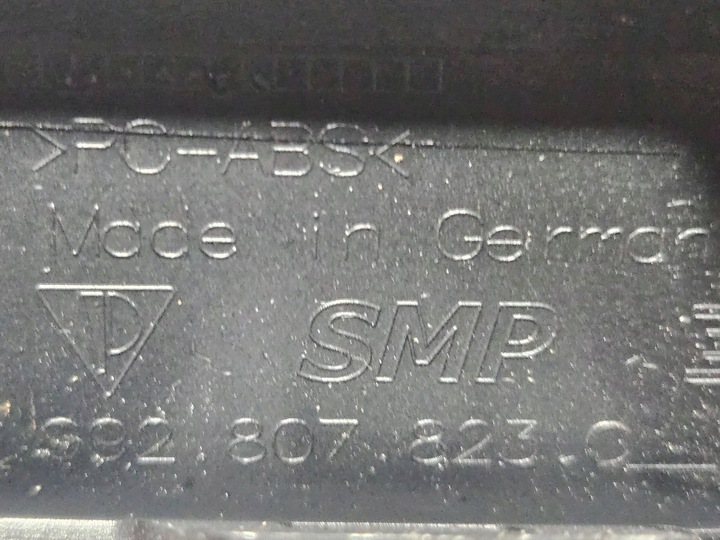 >PC-ABS<
Made in German
SMP
992.807.823.C